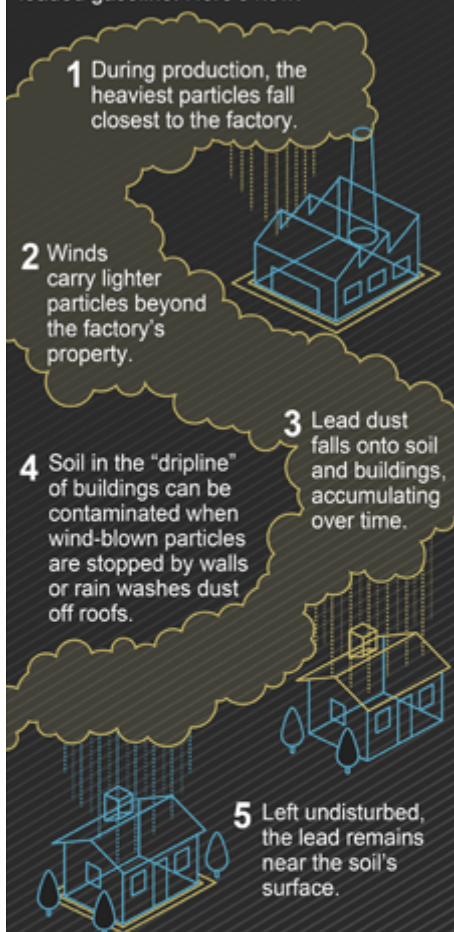 1 During production, the
heaviest particles fall
closest to the factory.
2 Winds
carry lighter
particles beyond
the factory's
property.
3 Lead dust
falls onto soil
and buildings,
accumulating
over time.
4 Soil in the “dripline”
of buildings can be
contaminated when
wind-blown particles
are stopped by walls
or rain washes dust
off roofs.
5 Left undisturbed,
the lead remains
near the soil's
surface.